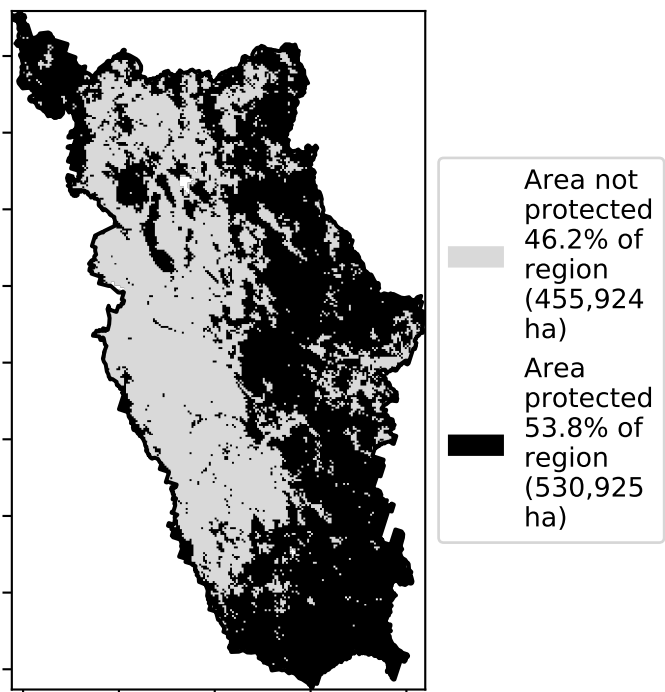 Area not
protected
46.2% of
region
(455,924
ha)
Area
protected
53.8% of
region
(530,925
ha)